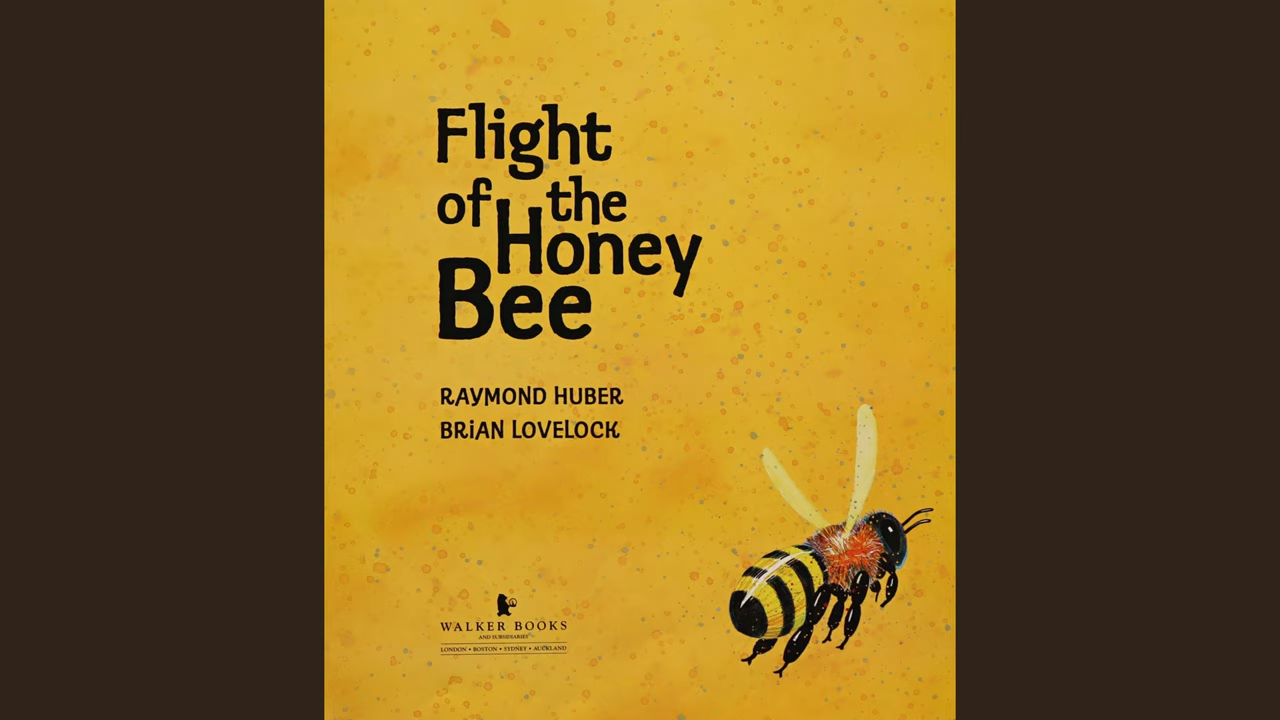 Flight
of the
Honey
Bee
RAYMOND HUBER
BRiAN LOVELOCK
WALKER BOOKS
AND SUBSIDIARIES
LONDON • BOSTON • SYDNEY • AUCKLAND